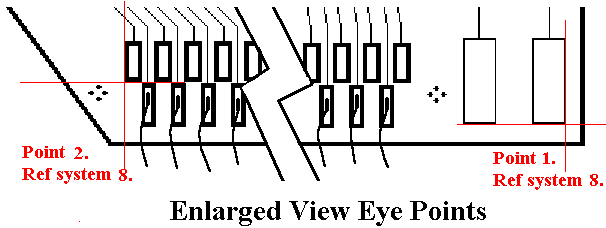 Point 2.
Ref system 8.
Point 1.
Ref system 8.
Enlarged View Eye Points